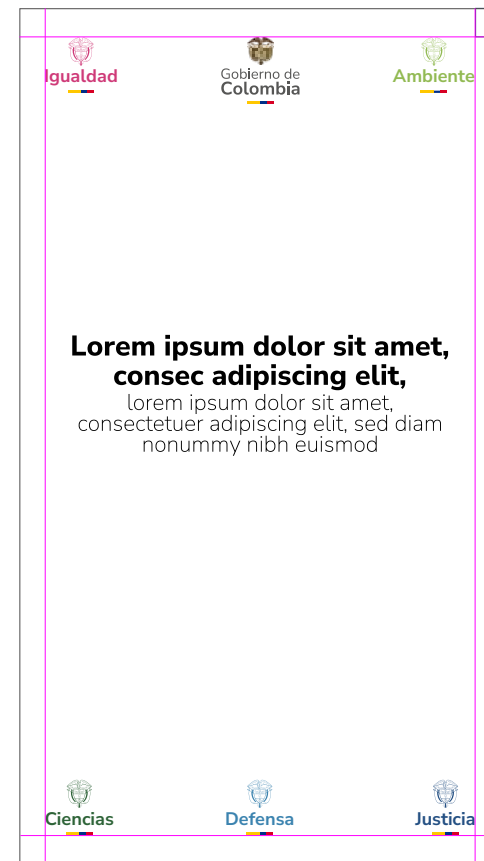 Igualdad
Gobierno de
Colombia
Ambiente
Lorem ipsum dolor sit amet,
consec adipiscing elit,
lorem ipsum dolor sit amet,
consectetuer adipiscing elit, sed diam
nonummy nibh euismod
Ciencias
Defensa
Justicia